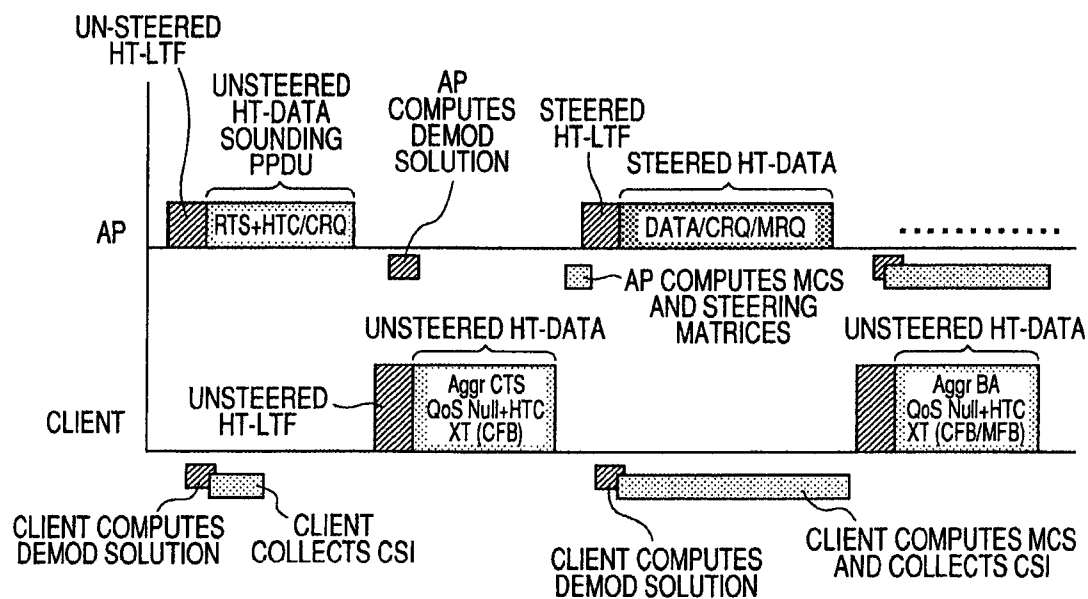 UN-STEERED
HT-LTF
UNSTEERED
HT-DATA
SOUNDING
PPDU
AP
COMPUTES
DEMOD
SOLUTION
STEERED
HT-LTF
STEERED HT-DATA
AP
RTS+HTC/CRQ
DATA/CRQ/MRQ
AP COMPUTES MCS
AND STEERING
MATRICES
UNSTEERED HT-DATA
UNSTEERED HT-DATA
CLIENT
UNSTEERED
HT-LTF
Aggr CTS
QoS Null+HTC
XT (CFB)
Aggr BA
QoS Null+HTC
XT (CFB/MFB)
CLIENT COMPUTES
DEMOD SOLUTION
CLIENT
COLLECTS CSI
CLIENT COMPUTES
DEMOD SOLUTION
CLIENT COMPUTES MCS
AND COLLECTS CSI